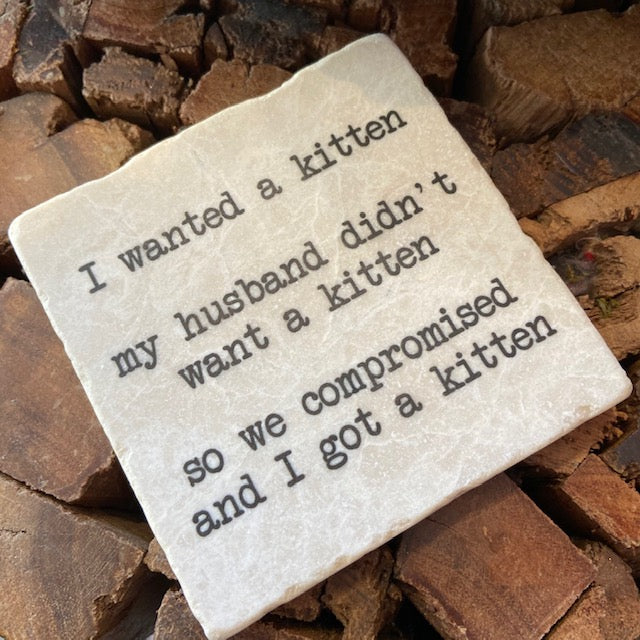 I wanted a kitten
my husband didn't
want a kitten
so we compromised
and I got a kitten